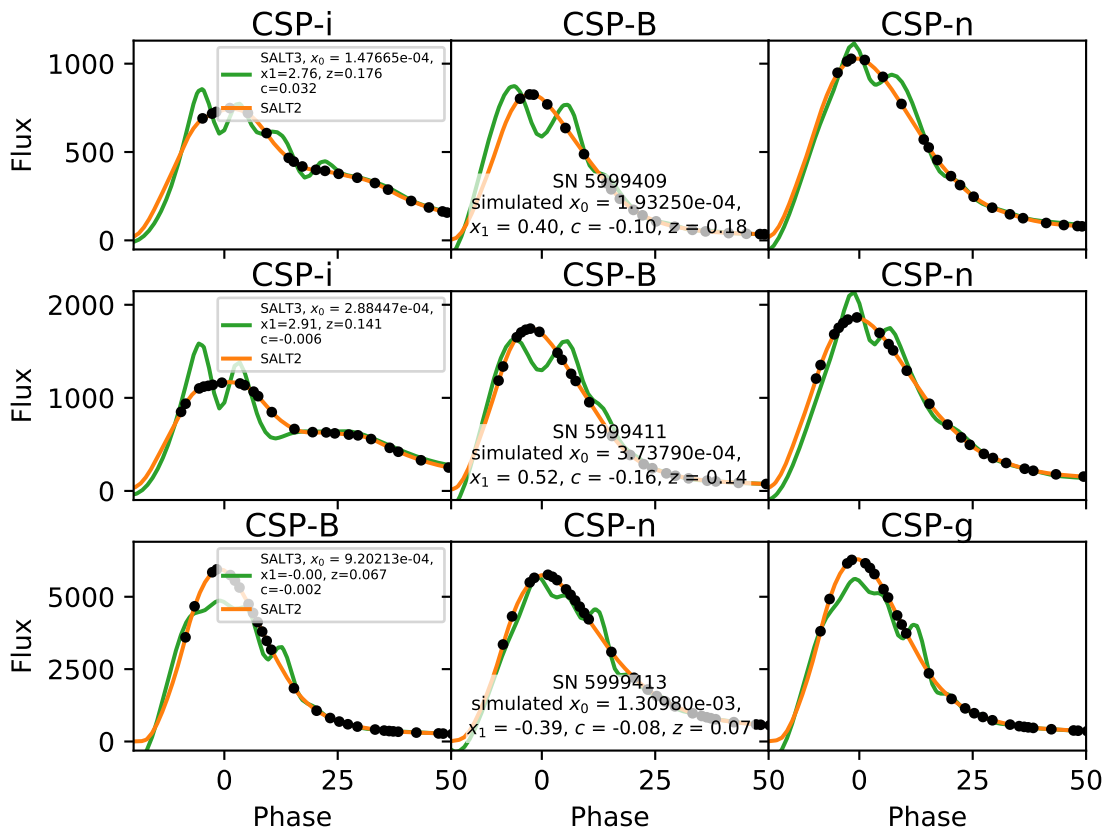 CSP-i
CSP-B
CSP-n
Flux
1000
500
0
SALT3, x₀ = 1.47665e-04,
x1=2.76, z=0.176
c=0.032
SALT2
SN 5999409
simulated x₀ = 1.93250e-04,
x₁ = 0.40, c = -0.10, z = 0.18
CSP-i
CSP-B
CSP-n
Flux
2000
1000
0
SALT3, x₀ = 2.88447e-04,
x1=2.91, z=0.141
c=-0.006
SALT2
SN 5999411
simulated x₀ = 3.73790e-04,
x₁ = 0.52, c = -0.16, z = 0.14
CSP-B
CSP-n
CSP-g
Flux
5000
2500
0
SALT3, x₀ = 9.20213e-04,
x1=-0.00, z=0.067
c=-0.002
SALT2
SN 5999413
simulated x₀ = 1.30980e-03,
x₁ = -0.39, c = -0.08, z = 0.07
0 25 50
0 25 50
0 25 50
Phase
Phase
Phase